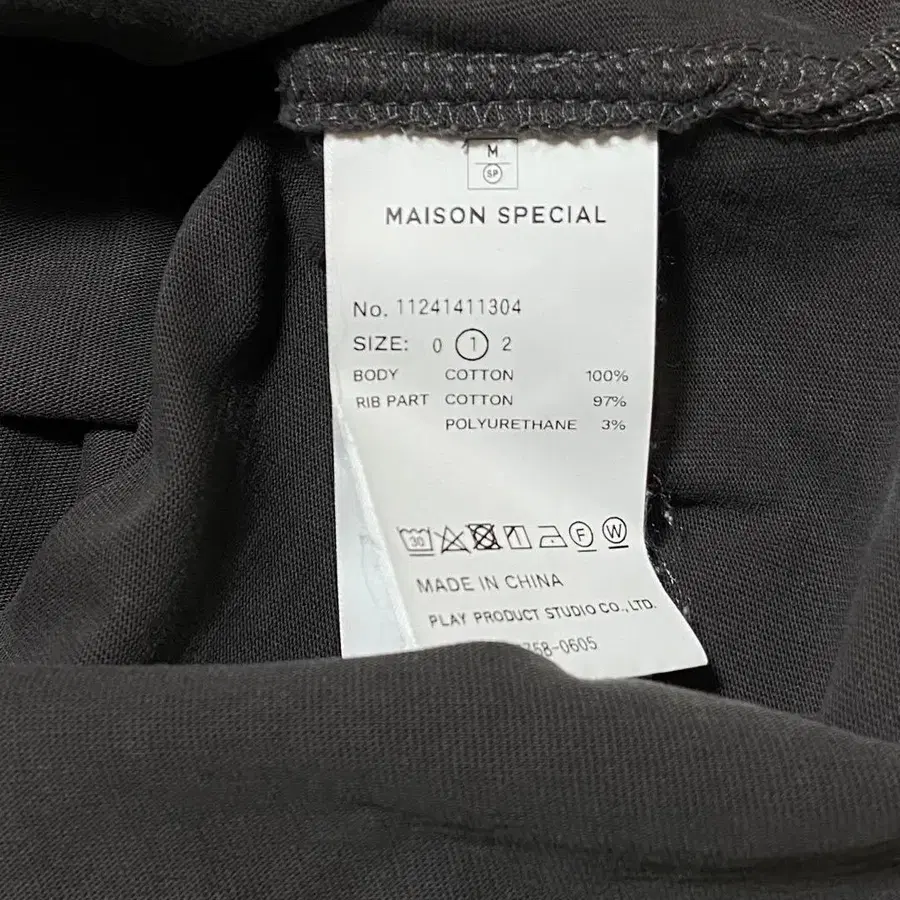 M
SP
MAISON SPECIAL
No. 11241411304
SIZE: 0 1 2
BODY COTTON 100%
RIB PART COTTON 97%
POLYURETHANE 3%
30 F W
MADE IN CHINA
PLAY PRODUCT STUDIO CO., LTD.
758-0605